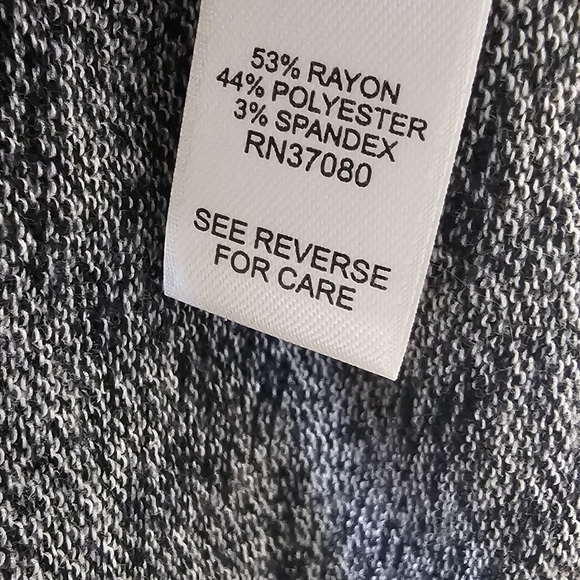 53% RAYON
44% POLYESTER
3% SPANDEX
RN37080
SEE REVERSE
FOR CARE